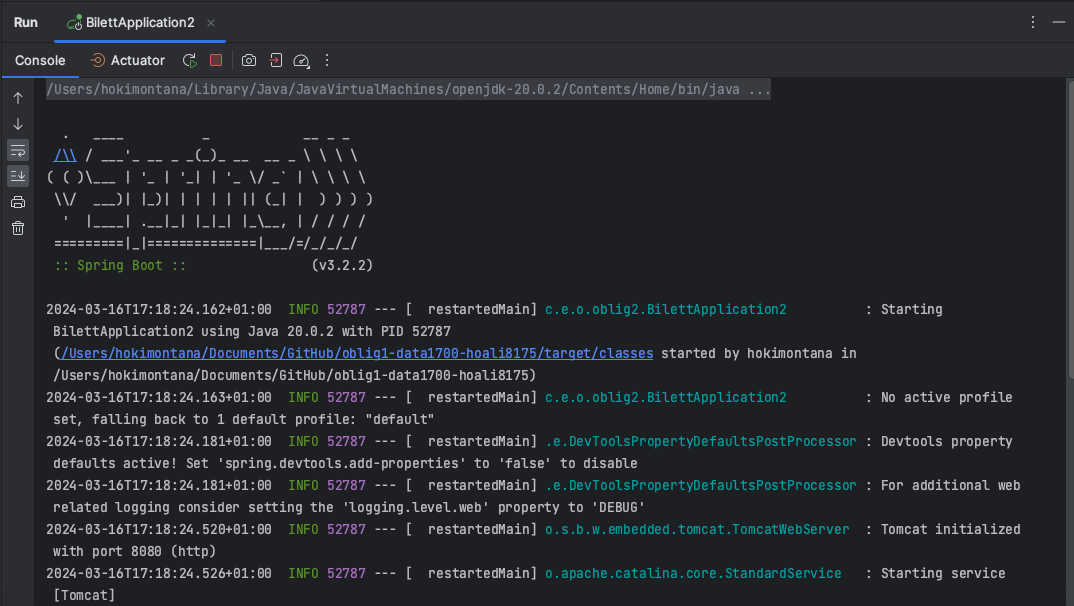 Run BilettApplication2
Console Actuator
/Users/hokimontana/Library/Java/JavaVirtualMachines/openjdk-20.0.2/Contents/Home/bin/java ...
  .   ____          _            __ _ _
 /\\ / ___'_ __ _ _(_)_ __  __ _ \ \ \ \
( ( )\___ | '_ | '_| | '_ \/ _` | \ \ \ \
 \\/  ___)| |_)| | | | | || (_| |  ) ) ) )
  '  |____| .__|_| |_|_| |_\__, | / / / /
 =========|_|==============|___/=/_/_/_/
 :: Spring Boot ::                (v3.2.2)
2024-03-16T17:18:24.162+01:00  INFO 52787 --- [  restartedMain] c.e.o.oblig2.BilettApplication2          : Starting
BilettApplication2 using Java 20.0.2 with PID 52787
(/Users/hokimontana/Documents/GitHub/oblig1-data1700-hoali8175/target/classes started by hokimontana in
/Users/hokimontana/Documents/GitHub/oblig1-data1700-hoali8175)
2024-03-16T17:18:24.163+01:00  INFO 52787 --- [  restartedMain] c.e.o.oblig2.BilettApplication2          : No active profile
set, falling back to 1 default profile: "default"
2024-03-16T17:18:24.181+01:00  INFO 52787 --- [  restartedMain] .e.DevToolsPropertyDefaultsPostProcessor : Devtools property
defaults active! Set 'spring.devtools.add-properties' to 'false' to disable
2024-03-16T17:18:24.181+01:00  INFO 52787 --- [  restartedMain] .e.DevToolsPropertyDefaultsPostProcessor : For additional web
related logging consider setting the 'logging.level.web' property to 'DEBUG'
2024-03-16T17:18:24.520+01:00  INFO 52787 --- [  restartedMain] o.s.b.w.embedded.tomcat.TomcatWebServer  : Tomcat initialized
with port 8080 (http)
2024-03-16T17:18:24.526+01:00  INFO 52787 --- [  restartedMain] o.apache.catalina.core.StandardService   : Starting service
[Tomcat]